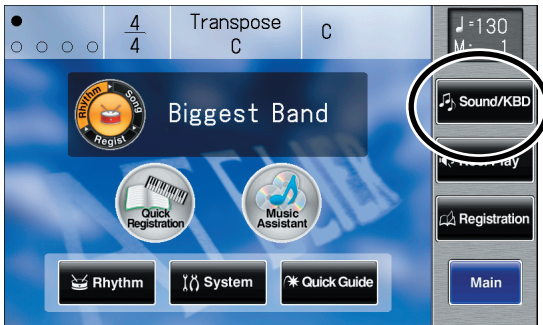 4
4
Transpose
C
C
♩=130
M: 1
Rhythm
Song
Regist
Biggest Band
Sound/KBD
Play
Quick
Registration
Music
Assistant
Registration
Rhythm
System
Quick Guide
Main